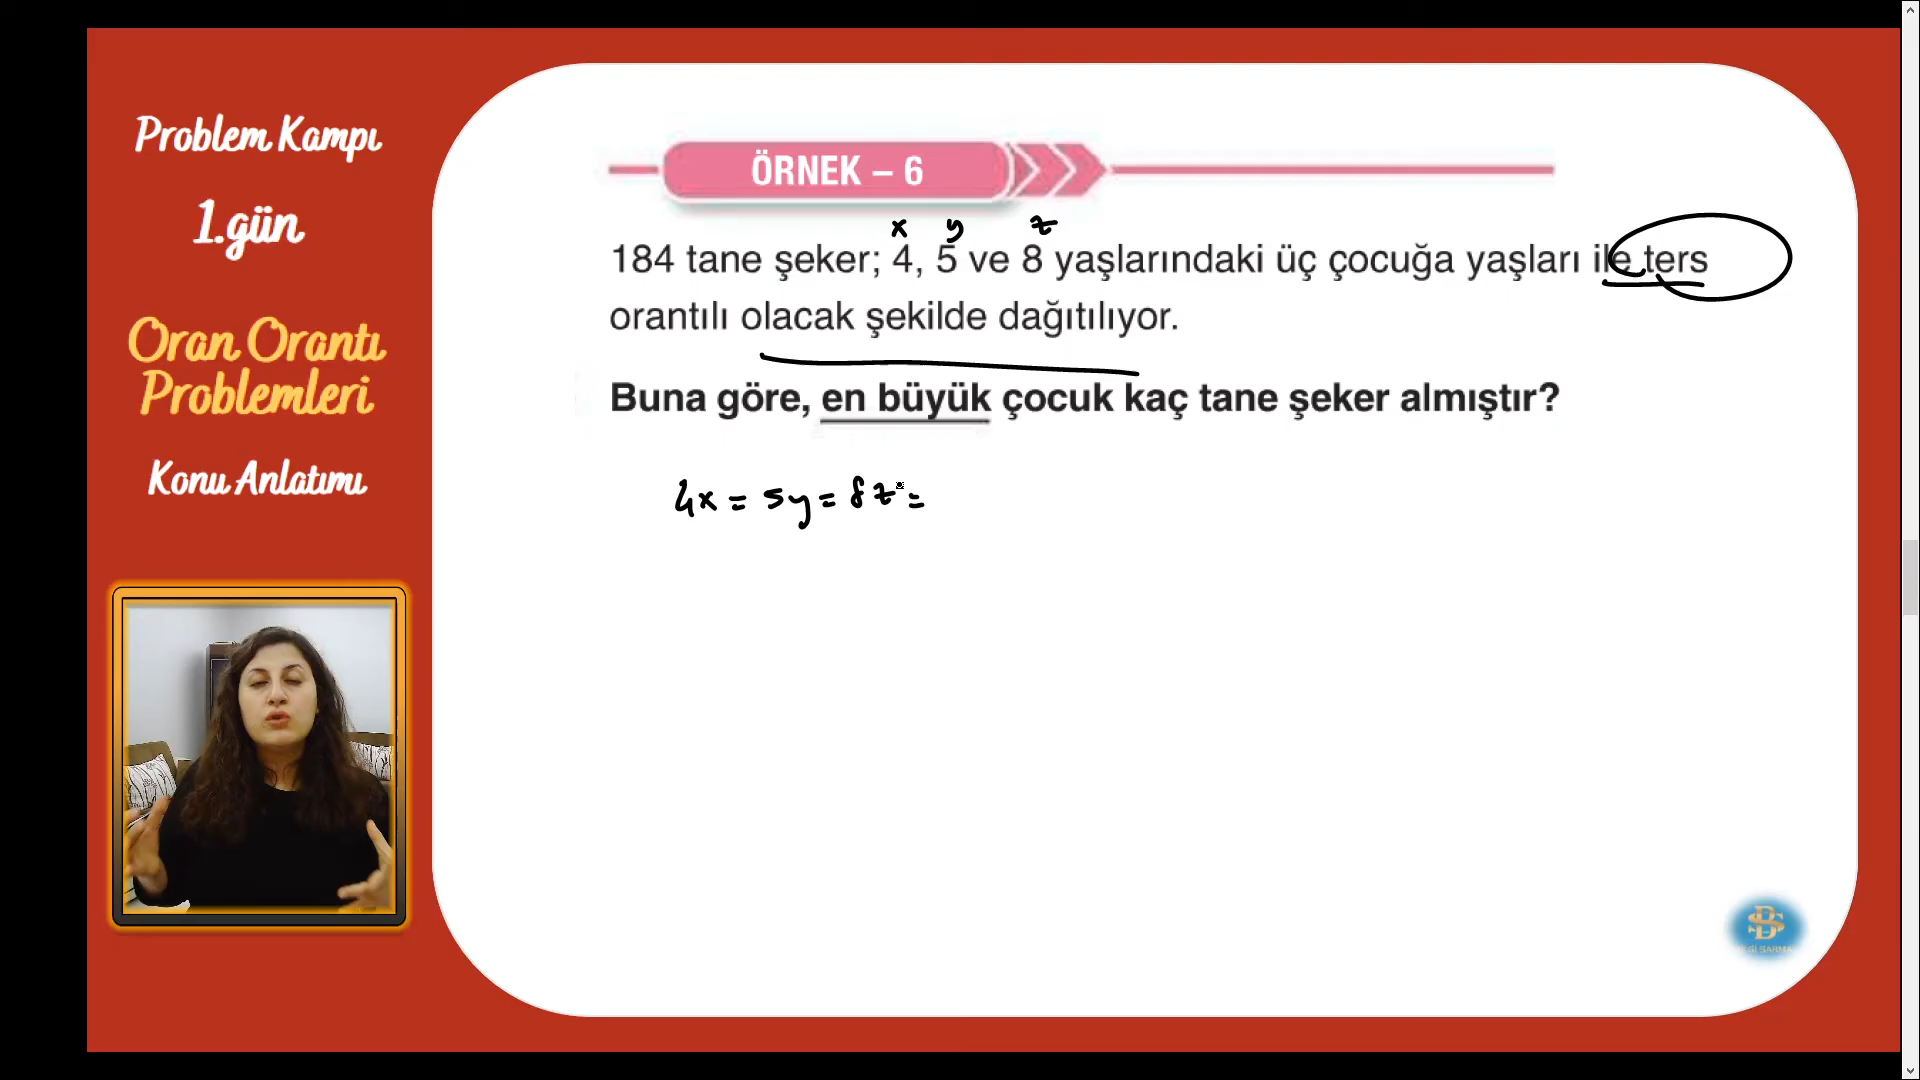 Problem Kampı
1.gün
Oran Orantı
Problemleri
Konu Anlatımı
ÖRNEK – 6
x y z
184 tane şeker; 4, 5 ve 8 yaşlarındaki üç çocuğa yaşları ile ters
orantılı olacak şekilde dağıtılıyor.
Buna göre, en büyük çocuk kaç tane şeker almıştır?
4x = 5y = 8z =